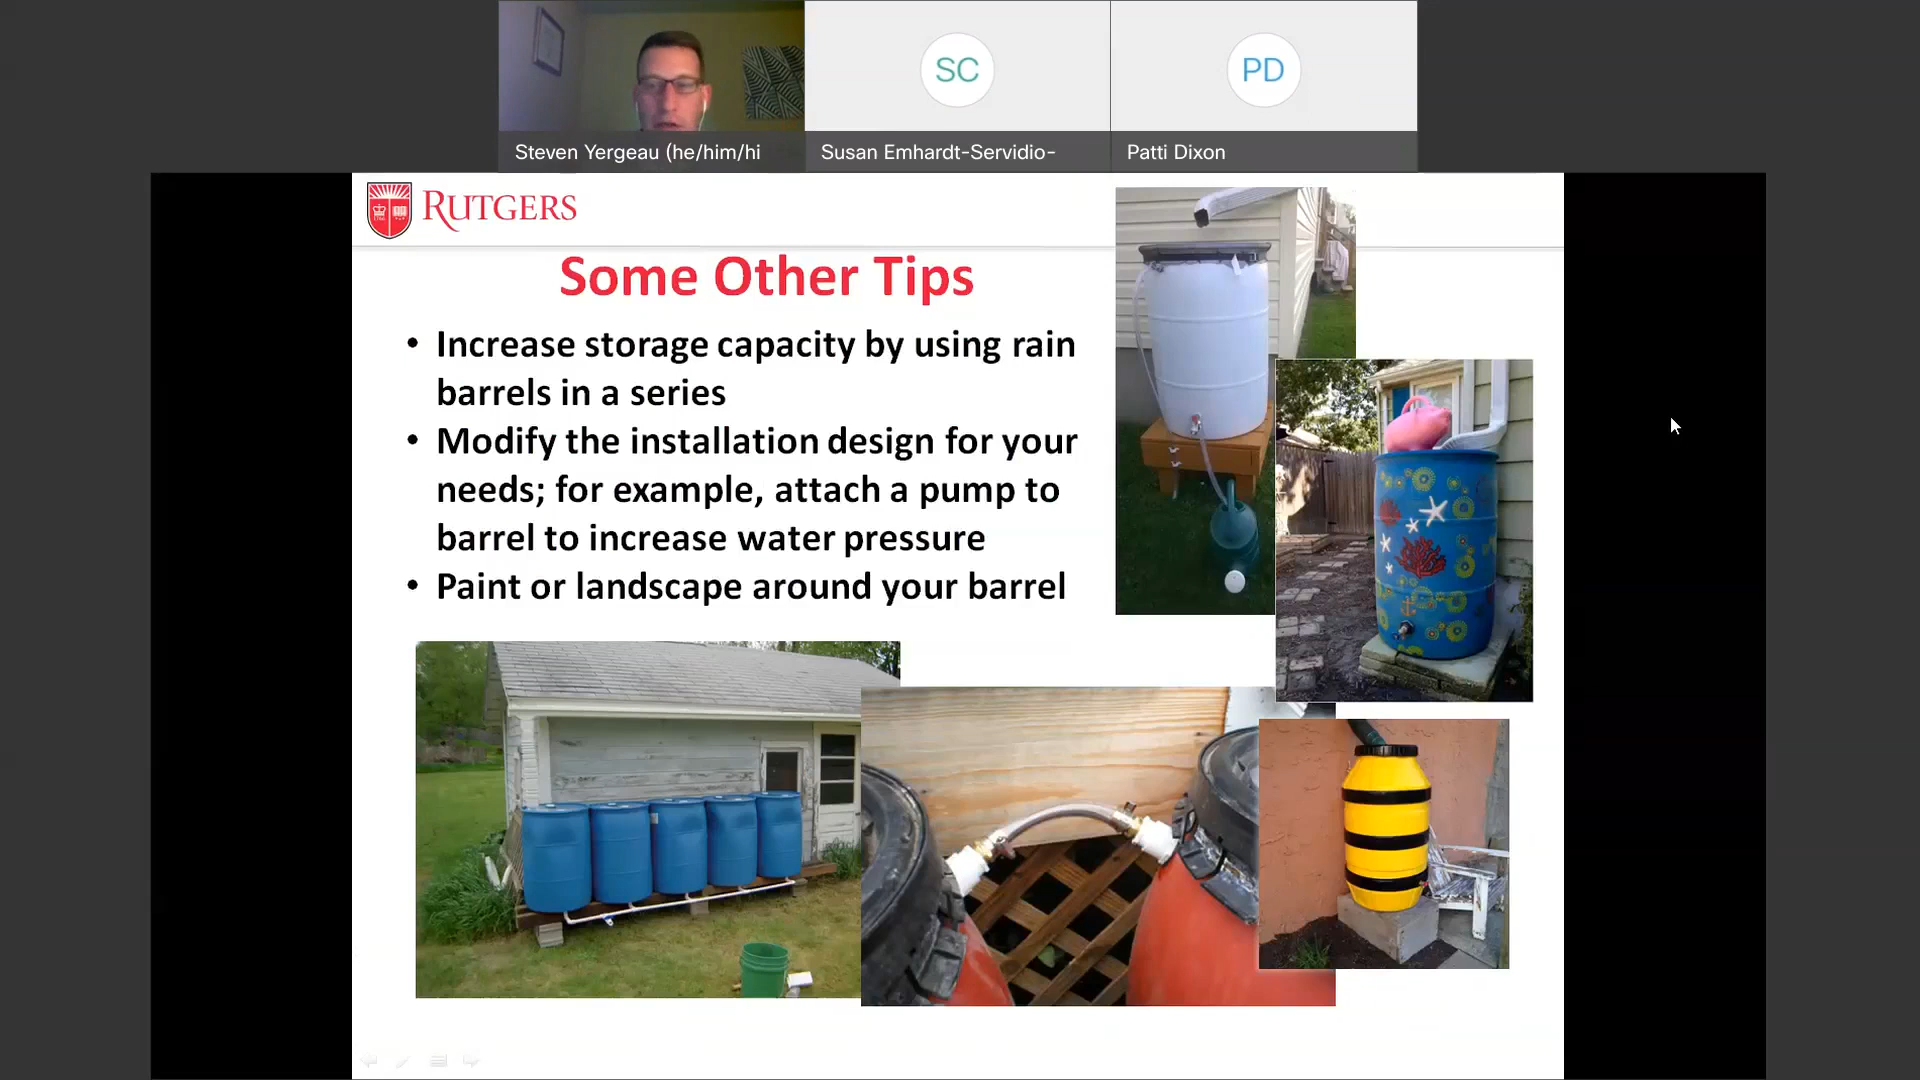 SC
PD
Steven Yergeau (he/him/hi
Susan Emhardt-Servidio-
Patti Dixon
RUTGERS
Some Other Tips
• Increase storage capacity by using rain
barrels in a series
• Modify the installation design for your
needs; for example, attach a pump to
barrel to increase water pressure
• Paint or landscape around your barrel